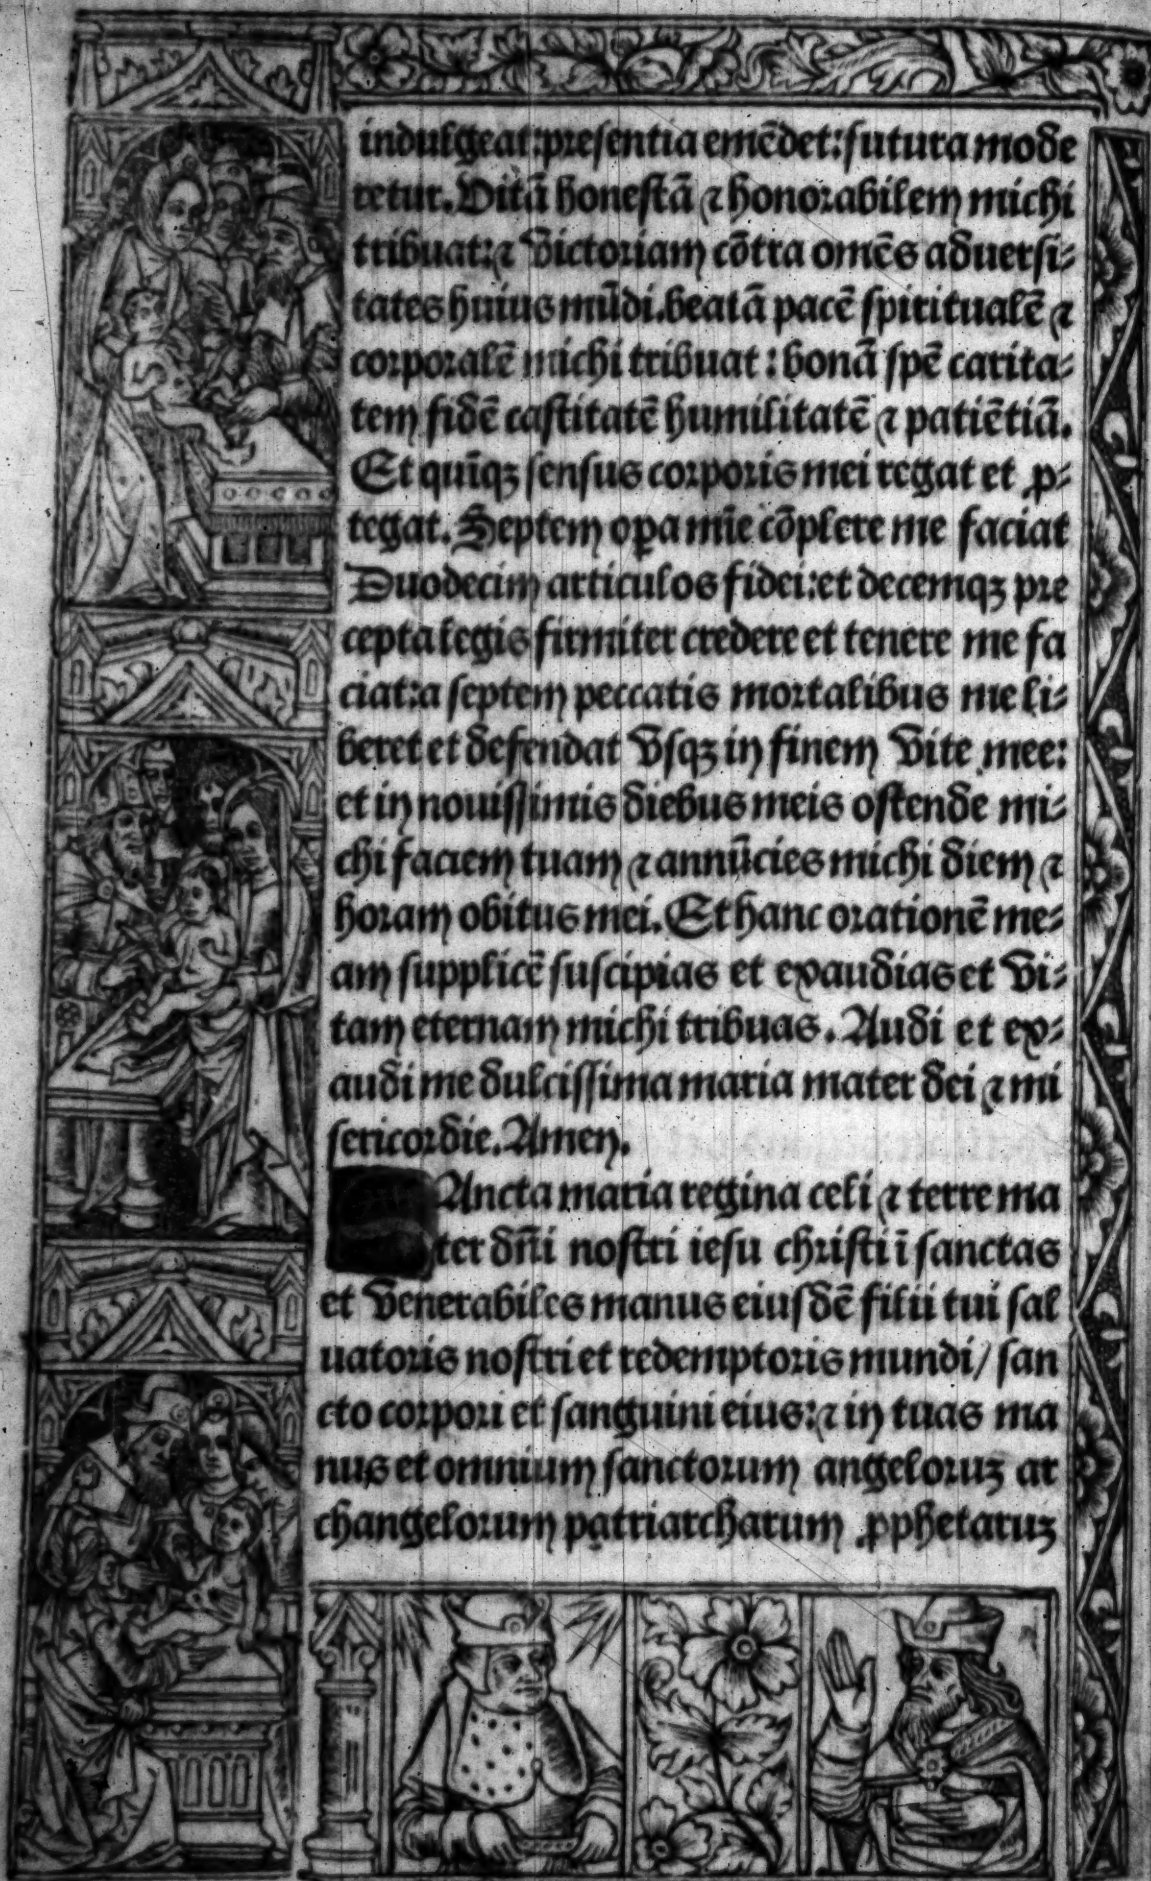 indulgeat:presentia emēdet:futura mode
retur. Vitā honestā ⁊ honorabilem michi
tribuat:⁊ victoriam cōtra omēs aduersi-
tates huius mūdi. beatā pacē spiritualē ⁊
corporalē michi tribuat : bonā spē carita-
tem fidē castitatē humilitatē ⁊ patiētiā.
Et quīqꝫ sensus corporis mei regat et ꝓ-
tegat. Septem oꝑa mīe cōplere me faciat
Duodecim articulos fidei:et decemqꝫ pre
cepta legis firmiter credere et tenere me fa
ciat:a septem peccatis mortalibus me li-
beret et defendat vsqꝫ in finem vite mee:
et in nouissimis diebus meis ostende mi-
chi faciem tuam ⁊ annūcies michi diem ⁊
horam obitus mei. Et hanc orationē me-
am supplicē suscipias et exaudias et vi-
tam eternam michi tribuas. Audi et ex-
audi me dulcissima maria mater dei ⁊ mi
sericordie. Amen.
Ancta maria regina celi ⁊ terre ma
ter dn̄i nostri iesu christi ī sanctas
et venerabiles manus eiusdē filii tui sal
uatoris nostri et redemptoris mundi/ san
cto corpori et sanguini eius:⁊ in tuas ma
nus et omnium sanctorum angeloruꝫ ar
changelorum patriarcharum ꝓphetaruꝫ